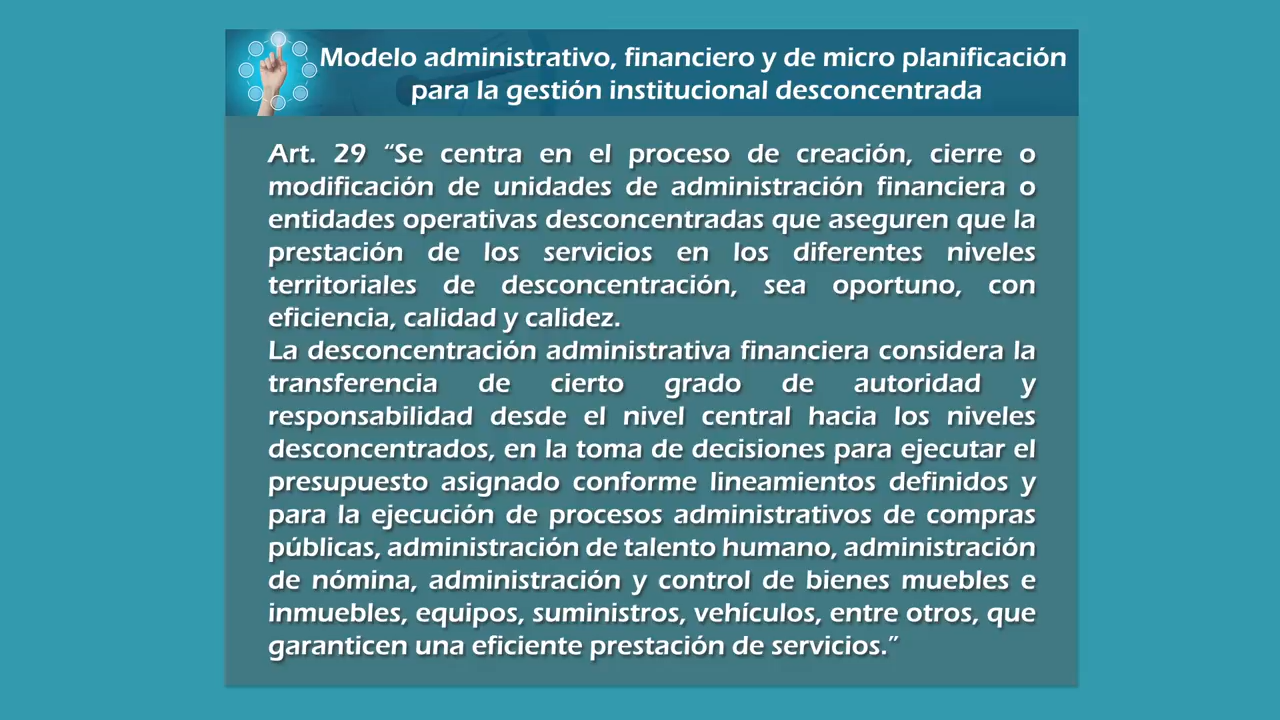 Modelo administrativo, financiero y de micro planificación
para la gestión institucional desconcentrada
Art. 29 “Se centra en el proceso de creación, cierre o
modificación de unidades de administración financiera o
entidades operativas desconcentradas que aseguren que la
prestación de los servicios en los diferentes niveles
territoriales de desconcentración, sea oportuno, con
eficiencia, calidad y calidez.
La desconcentración administrativa financiera considera la
transferencia de cierto grado de autoridad y
responsabilidad desde el nivel central hacia los niveles
desconcentrados, en la toma de decisiones para ejecutar el
presupuesto asignado conforme lineamientos definidos y
para la ejecución de procesos administrativos de compras
públicas, administración de talento humano, administración
de nómina, administración y control de bienes muebles e
inmuebles, equipos, suministros, vehículos, entre otros, que
garanticen una eficiente prestación de servicios.”